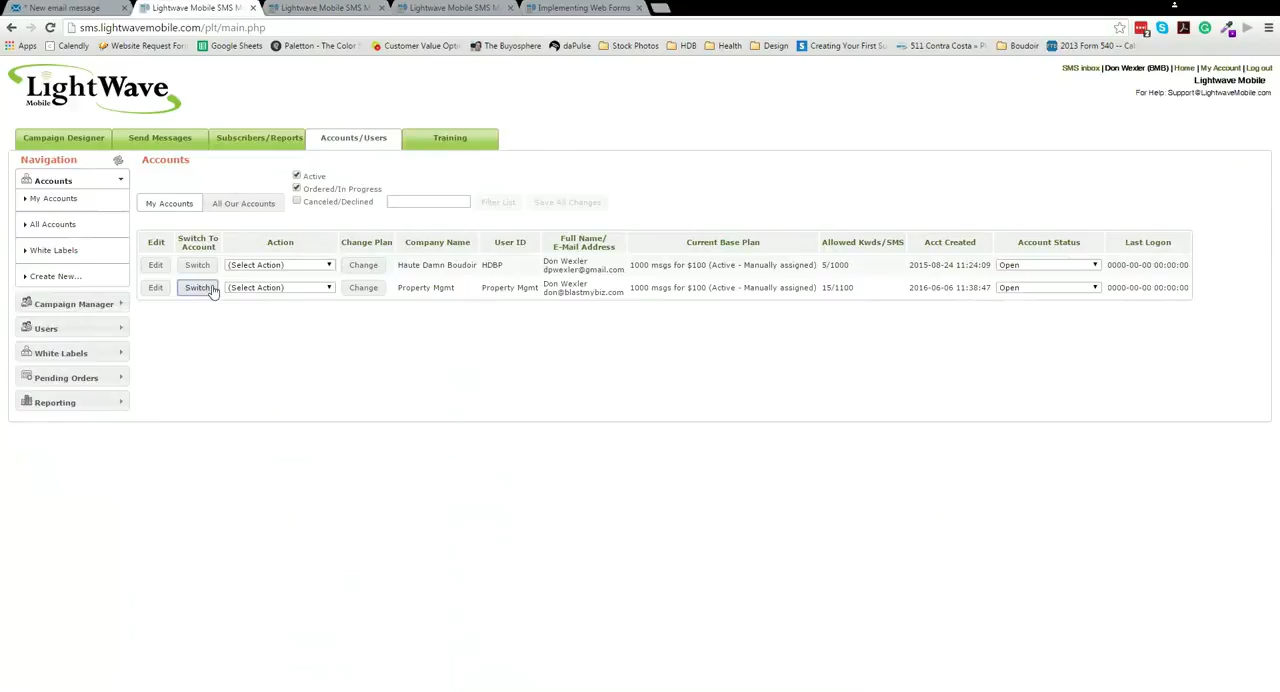 * New email message
Lightwave Mobile SMS M
Lightwave Mobile SMS M
Lightwave Mobile SMS M
Implementing Web Forms
sms.lightwavemobile.com/plt/main.php
Apps
Calendly
Website Request Form
Google Sheets
Paletton - The Color
Customer Value Opti
The Buyosphere
daPulse
Stock Photos
HDB
Health
Design
Creating Your First Su
511 Contra Costa
Boudoir
2013 Form 540 -- Cal
LightWave
Mobile
SMS inbox | Don Wexler (BMB) | Home | My Account | Log out
Lightwave Mobile
For Help: Support@LightwaveMobile.com
Campaign Designer
Send Messages
Subscribers/Reports
Accounts/Users
Training
Navigation
Accounts
My Accounts
All Accounts
White Labels
Create New...
Campaign Manager
Users
White Labels
Pending Orders
Reporting
Accounts
Active
Ordered/In Progress
Canceled/Declined
My Accounts
All Our Accounts
Filter List
Save All Changes
Edit Switch To Account Action Change Plan Company Name User ID Full Name/ E-Mail Address Current Base Plan Allowed Kwds/SMS Acct Created Account Status Last Logon
Edit Switch (Select Action) Change Haute Damn Boudoir HDBP Don Wexler dpwexler@gmail.com 1000 msgs for $100 (Active - Manually assigned) 5/1000 2015-08-24 11:24:09 Open 0000-00-00 00:00:00
Edit Switch (Select Action) Change Property Mgmt Property Mgmt Don Wexler don@blastmybiz.com 1000 msgs for $100 (Active - Manually assigned) 15/1100 2016-06-06 11:38:47 Open 0000-00-00 00:00:00